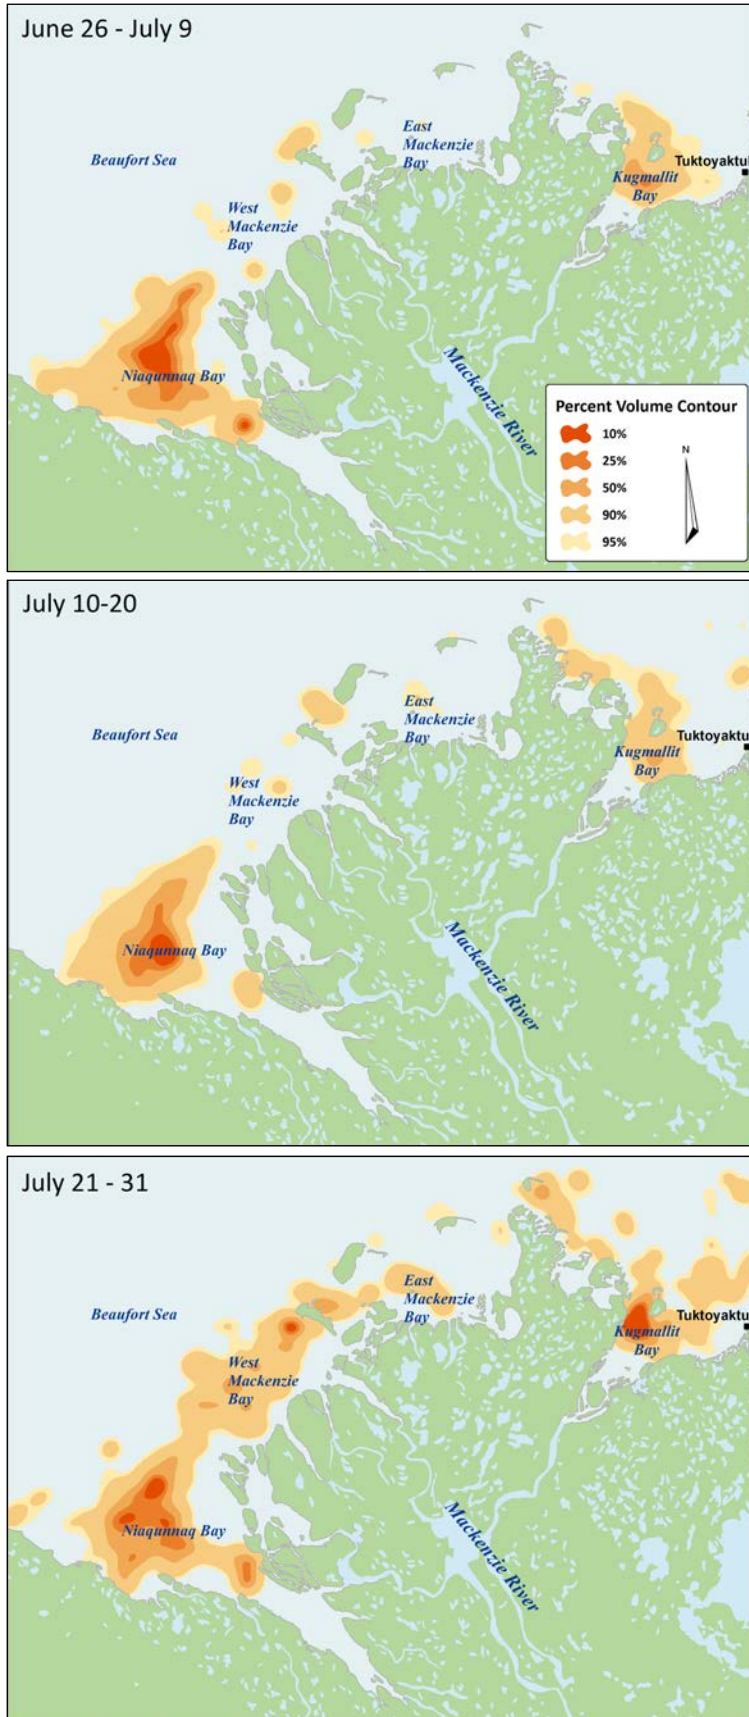 June 26 - July 9
East
Mackenzie
Bay
Beaufort Sea
Tuktoyaktuk
Kugmallit
Bay
West
Mackenzie
Bay
Niaqunnaq Bay
Mackenzie River
Percent Volume Contour
10%
25%
50%
90%
95%
N
July 10-20
East
Mackenzie
Bay
Beaufort Sea
Tuktoyaktu
Kugmallit
Bay
West
Mackenzie
Bay
Niaqunnaq Bay
Mackenzie River
July 21 - 31
East
Mackenzie
Bay
Beaufort Sea
Tuktoyaktu
Kugmallit
Bay
West
Mackenzie
Bay
Niaqunnaq Bay
Mackenzie River